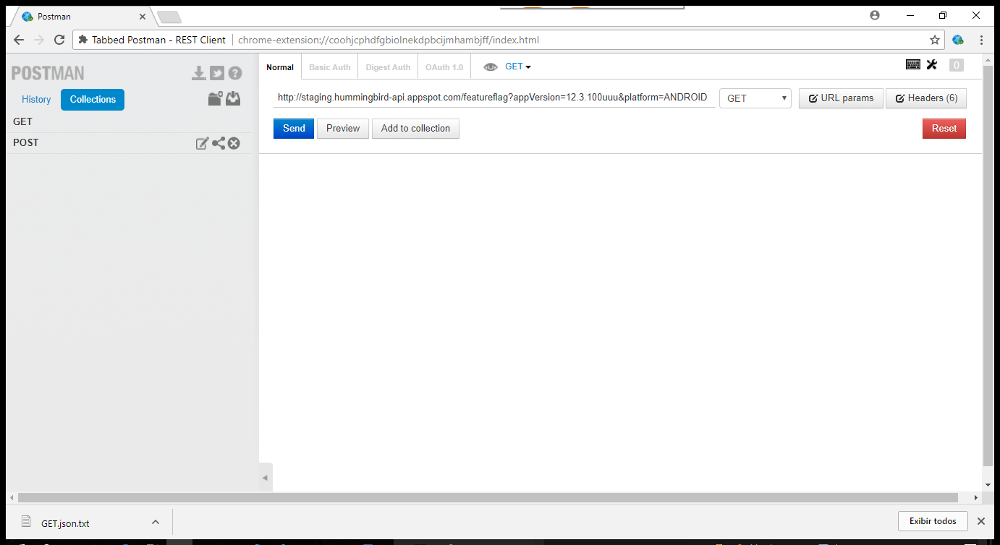 Postman
Tabbed Postman - REST Client chrome-extension://coohjcphdfgbiolnekdpbcijmhambjff/index.html
POSTMAN
History Collections
GET
POST
Normal Basic Auth Digest Auth OAuth 1.0 GET 0
http://staging.hummingbird-api.appspot.com/featureflag?appVersion=12.3.100uuu&platform=ANDROID GET URL params Headers (6)
Send Preview Add to collection Reset
GET.json.txt Exibir todos